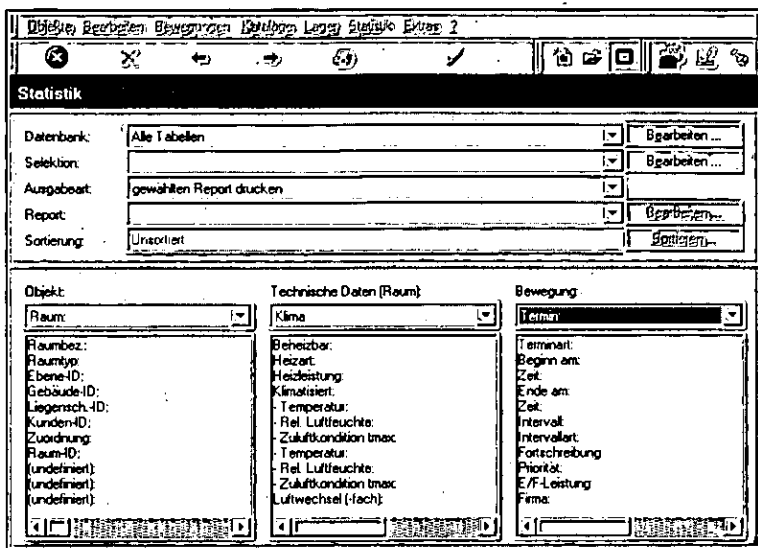 Objekte Bearbeiten Bewegungen Kataloge Lager Statistik Extras ?
Statistik
Datenbank: Alle Tabellen Bearbeiten ...
Selektion: Bearbeiten ...
Ausgabeart: gewählten Report drucken
Report: Bearbeiten...
Sortierung: Unsortiert Sortieren...
Objekt: Technische Daten (Raum): Bewegung:
Raum: Klima Termin
Raumbez.: Beheizbar: Terminart:
Raumtyp: Heizart: Beginn am:
Ebene-ID: Heizleistung: Zeit:
Gebäude-ID: Klimatisiert: Ende am:
Liegensch.-ID: - Temperatur: Zeit:
Kunden-ID: - Rel. Luftfeuchte: Intervall:
Zuordnung: - Zuluftkondition tmax: Intervallart:
Raum-ID: - Temperatur: Fortschreibung
(undefiniert): - Rel. Luftfeuchte: Priorität:
(undefiniert): - Zuluftkondition tmax: E/F-Leistung:
(undefiniert): Luftwechsel (-fach): Firma: